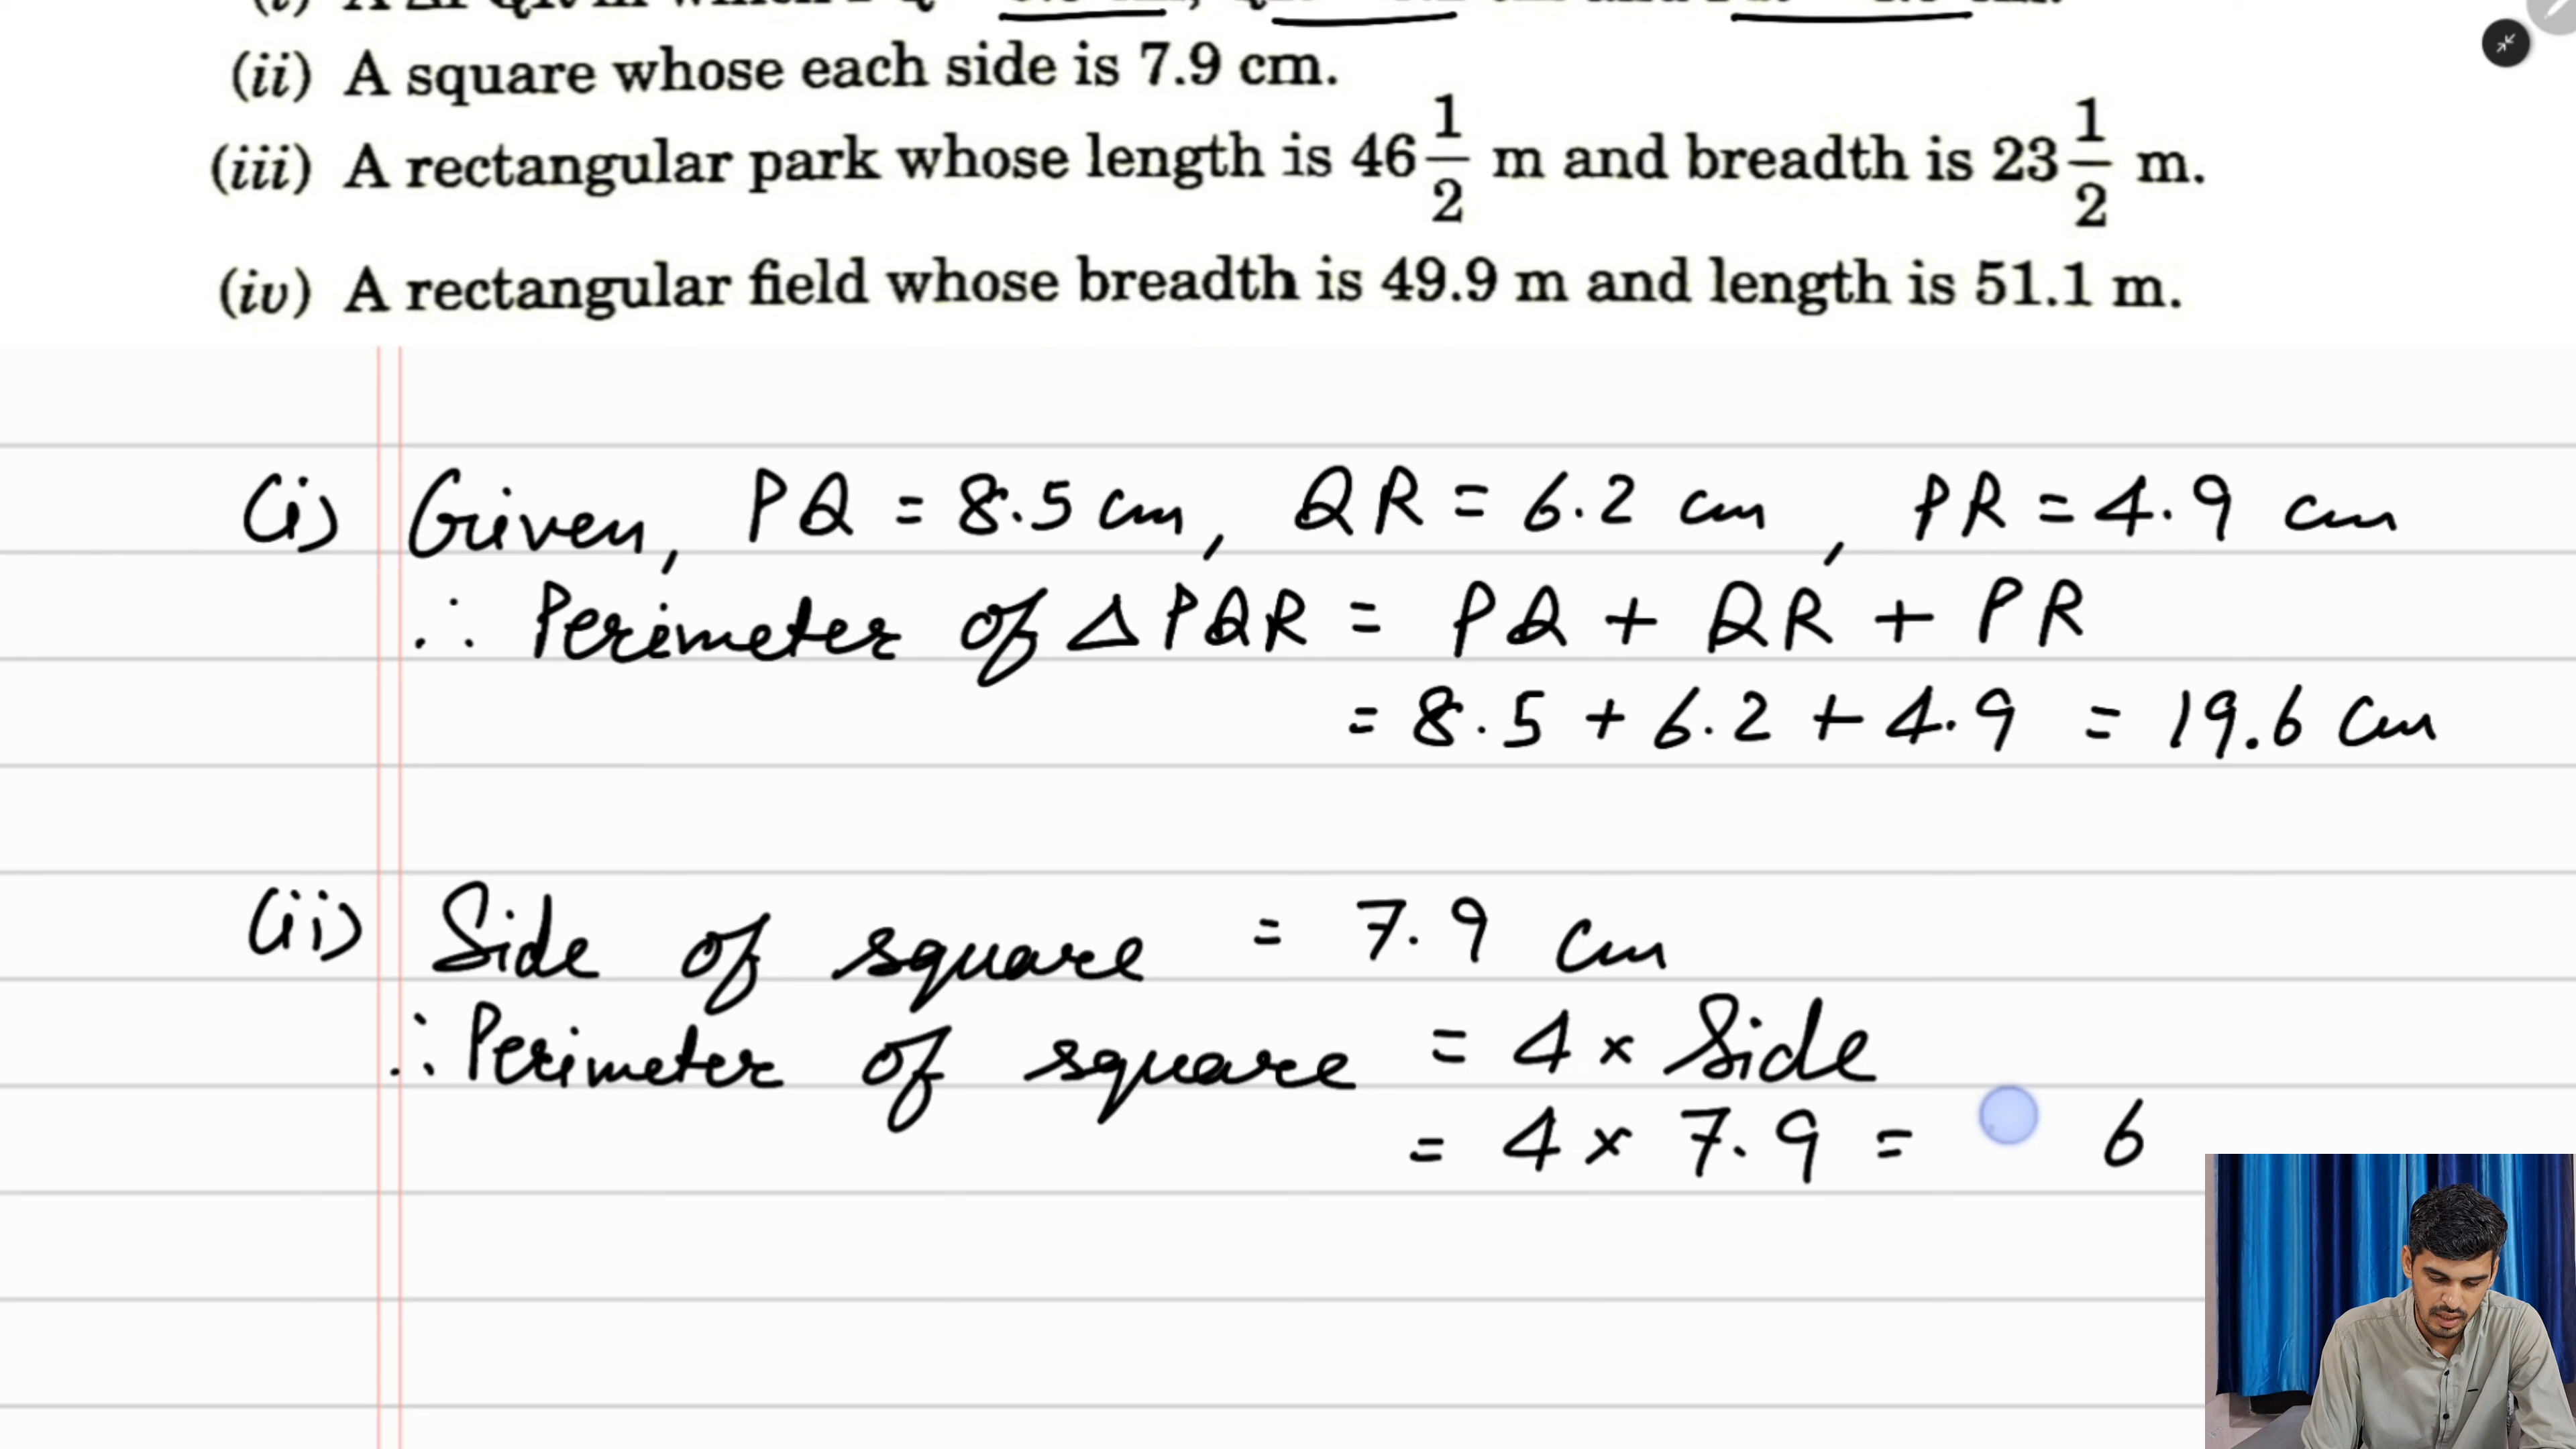 (ii) A square whose each side is 7.9 cm.
(iii) A rectangular park whose length is 46 1/2 m and breadth is 23 1/2 m.
(iv) A rectangular field whose breadth is 49.9 m and length is 51.1 m.
(i) Given, PQ = 8.5 cm, QR = 6.2 cm, PR = 4.9 cm
∴ Perimeter of Δ PQR = PQ + QR + PR
= 8.5 + 6.2 + 4.9 = 19.6 cm
(ii) Side of square = 7.9 cm
∴ Perimeter of square = 4 × Side
= 4 × 7.9 = 6